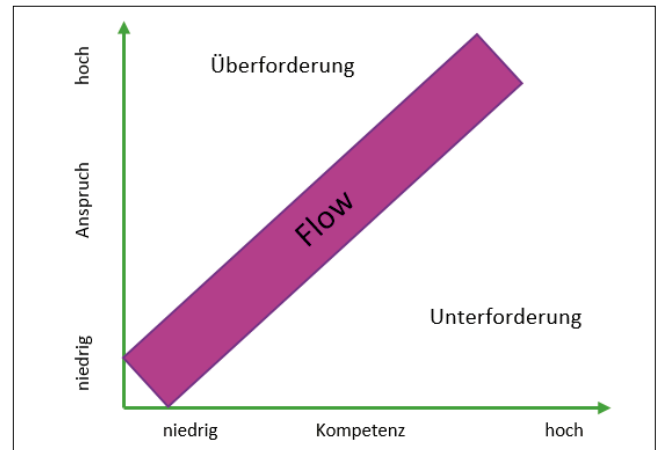 hoch
Überforderung
Anspruch
Flow
Unterforderung
niedrig
niedrig
Kompetenz
hoch